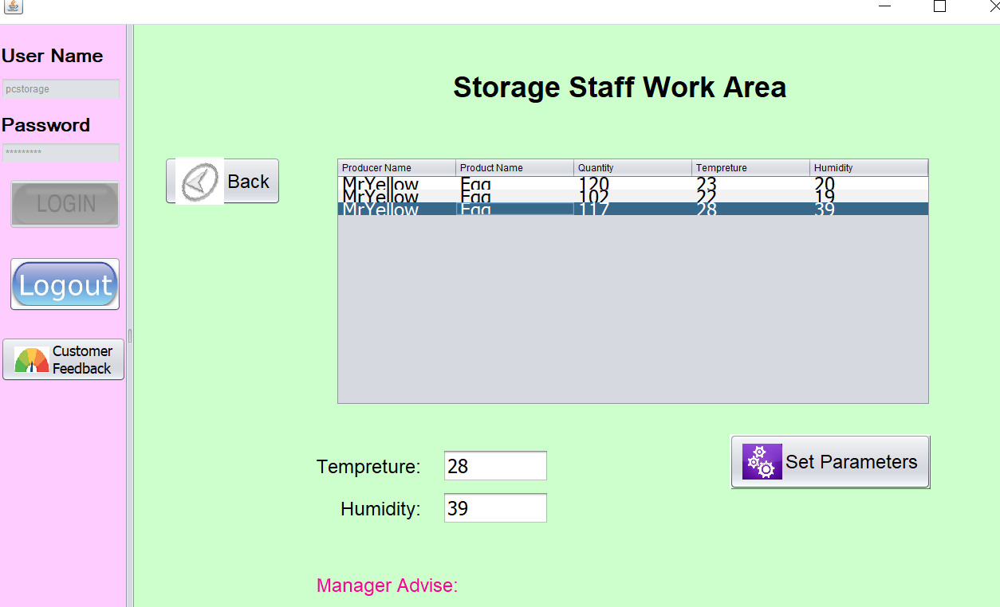 User Name
pcstorage
Password
*********
LOGIN
Logout
Customer
Feedback
Storage Staff Work Area
Back
Producer Name Product Name Quantity Tempreture Humidity
MrYellow Egg 120 23 20
MrYellow Egg 102 22 19
MrYellow Egg 117 28 39
Tempreture: 28
Humidity: 39
Set Parameters
Manager Advise: